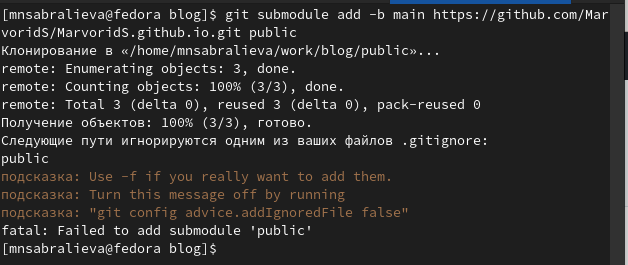 [mnsabralieva@fedora blog]$ git submodule add -b main https://github.com/Mar
voridS/MarvoridS.github.io.git public
Клонирование в «/home/mnsabralieva/work/blog/public»...
remote: Enumerating objects: 3, done.
remote: Counting objects: 100% (3/3), done.
remote: Total 3 (delta 0), reused 3 (delta 0), pack-reused 0
Получение объектов: 100% (3/3), готово.
Следующие пути игнорируются одним из ваших файлов .gitignore:
public
подсказка: Use -f if you really want to add them.
подсказка: Turn this message off by running
подсказка: "git config advice.addIgnoredFile false"
fatal: Failed to add submodule 'public'
[mnsabralieva@fedora blog]$